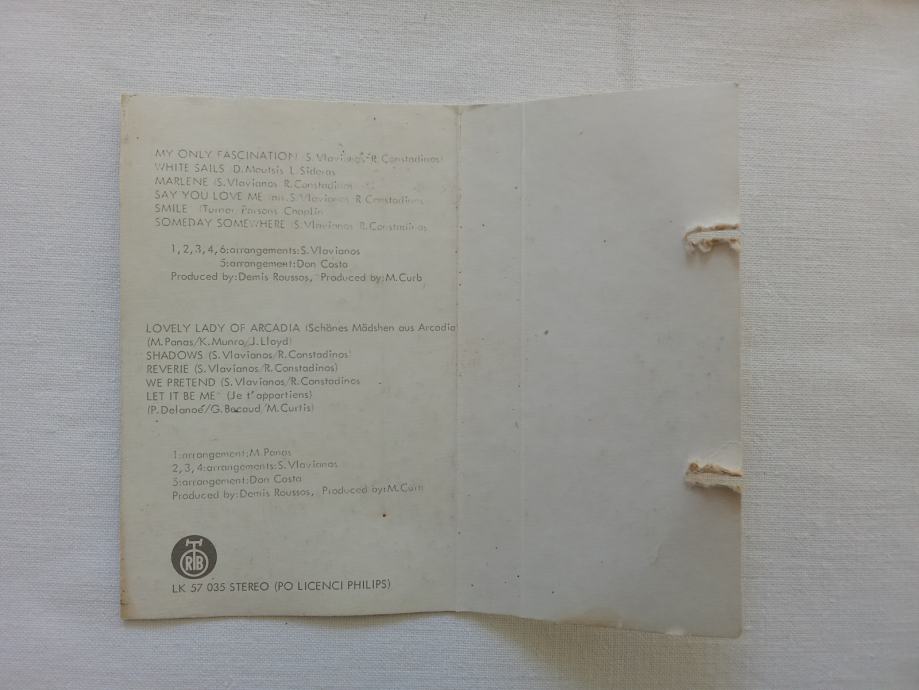 MY ONLY FASCINATION (S. Vlavianos-R. Constadinos)
WHITE SAILS (D. Moutsis L. Sideras
MARLENE (S. Vlavianos R. Constadinos
SAY YOU LOVE ME S. Vlavianos R Constadinos
SMILE (Turner Parsons Chaplin
SOMEDAY SOMEWHERE (S. Vlavianos R. Constadinos
1, 2, 3, 4, 6:arrangements:S. Vlavianos
5:arrangement:Don Costa
Produced by:Demis Roussos, Produced by:M. Curb
LOVELY LADY OF ARCADIA (Schönes Mädshen aus Arcadia
(M. Panas/K. Munro/J. Lloyd)
SHADOWS (S. Vlavianos/R. Constadinos)
REVERIE (S. Vlavianos/R. Constadinos)
WE PRETEND (S. Vlavianos/R. Constadinos
LET IT BE ME (Je t'appartiens)
(P. Delanoé/G. Becaud/M. Curtis)
1:arrangement:M Panas
2, 3, 4:arrangements:S. Vlavianos
5:arrangement:Don Costa
Produced by:Demis Roussos, Produced by:M. Curb
RTB
LK 57 035 STEREO (PO LICENCI PHILIPS)